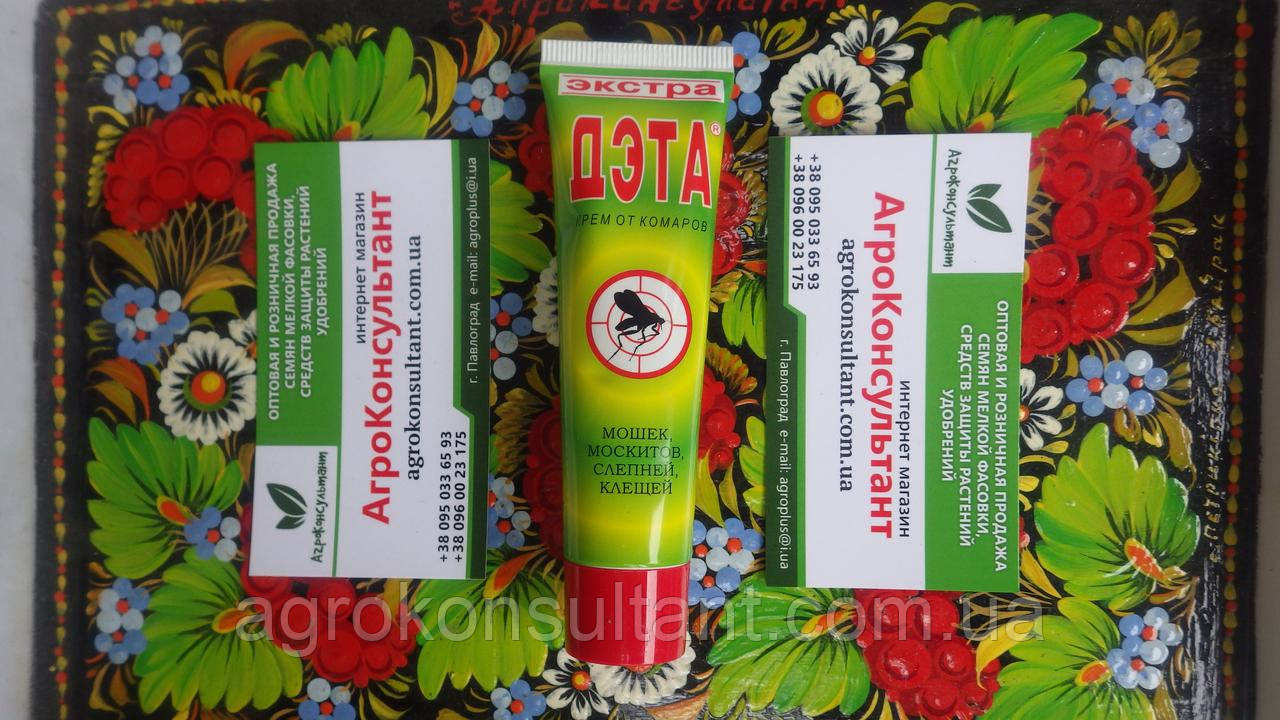 "Агроконсультант"
экстра
ДЭТА®
КРЕМ ОТ КОМАРОВ
МОШЕК,
МОСКИТОВ,
СЛЕПНЕЙ,
КЛЕЩЕЙ
ОПТОВАЯ И РОЗНИЧНАЯ ПРОДАЖА
СЕМЯН МЕЛКОЙ ФАСОВКИ,
СРЕДСТВ ЗАЩИТЫ РАСТЕНИЙ
УДОБРЕНИЙ
АгроКонсультант
интернет магазин
АгроКонсультант
agrokonsultant.com.ua
+38 095 033 65 93
+38 096 00 23 175
г. Павлоград e-mail: agroplus@i.ua
АгроКонсультант
ОПТОВАЯ И РОЗНИЧНАЯ ПРОДАЖА
СЕМЯН МЕЛКОЙ ФАСОВКИ,
СРЕДСТВ ЗАЩИТЫ РАСТЕНИЙ
УДОБРЕНИЙ
интернет магазин
АгроКонсультант
agrokonsultant.com.ua
+38 095 033 65 93
+38 096 00 23 175
г. Павлоград e-mail: agroplus@i.ua
agrokonsultant.com.ua